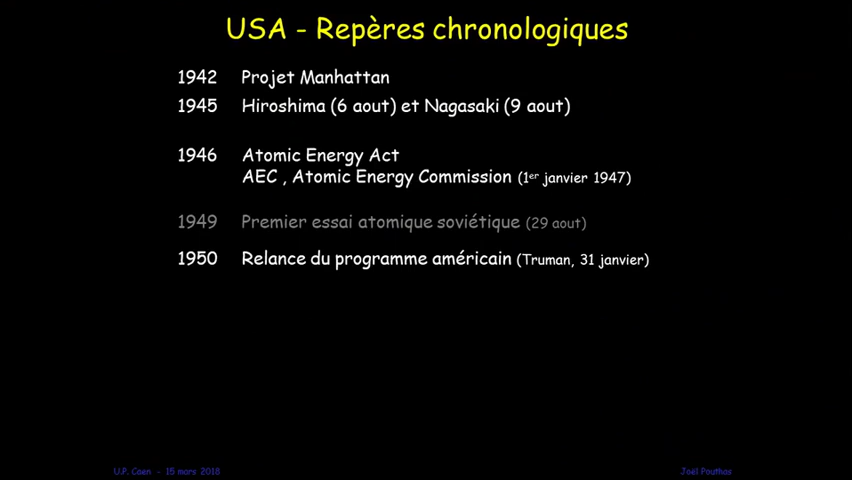 USA - Repères chronologiques
1942 Projet Manhattan
1945 Hiroshima (6 aout) et Nagasaki (9 aout)
1946 Atomic Energy Act
AEC , Atomic Energy Commission (1er janvier 1947)
1949 Premier essai atomique soviétique (29 aout)
1950 Relance du programme américain (Truman, 31 janvier)
U.P. Caen - 15 mars 2018 Joël Pouthas